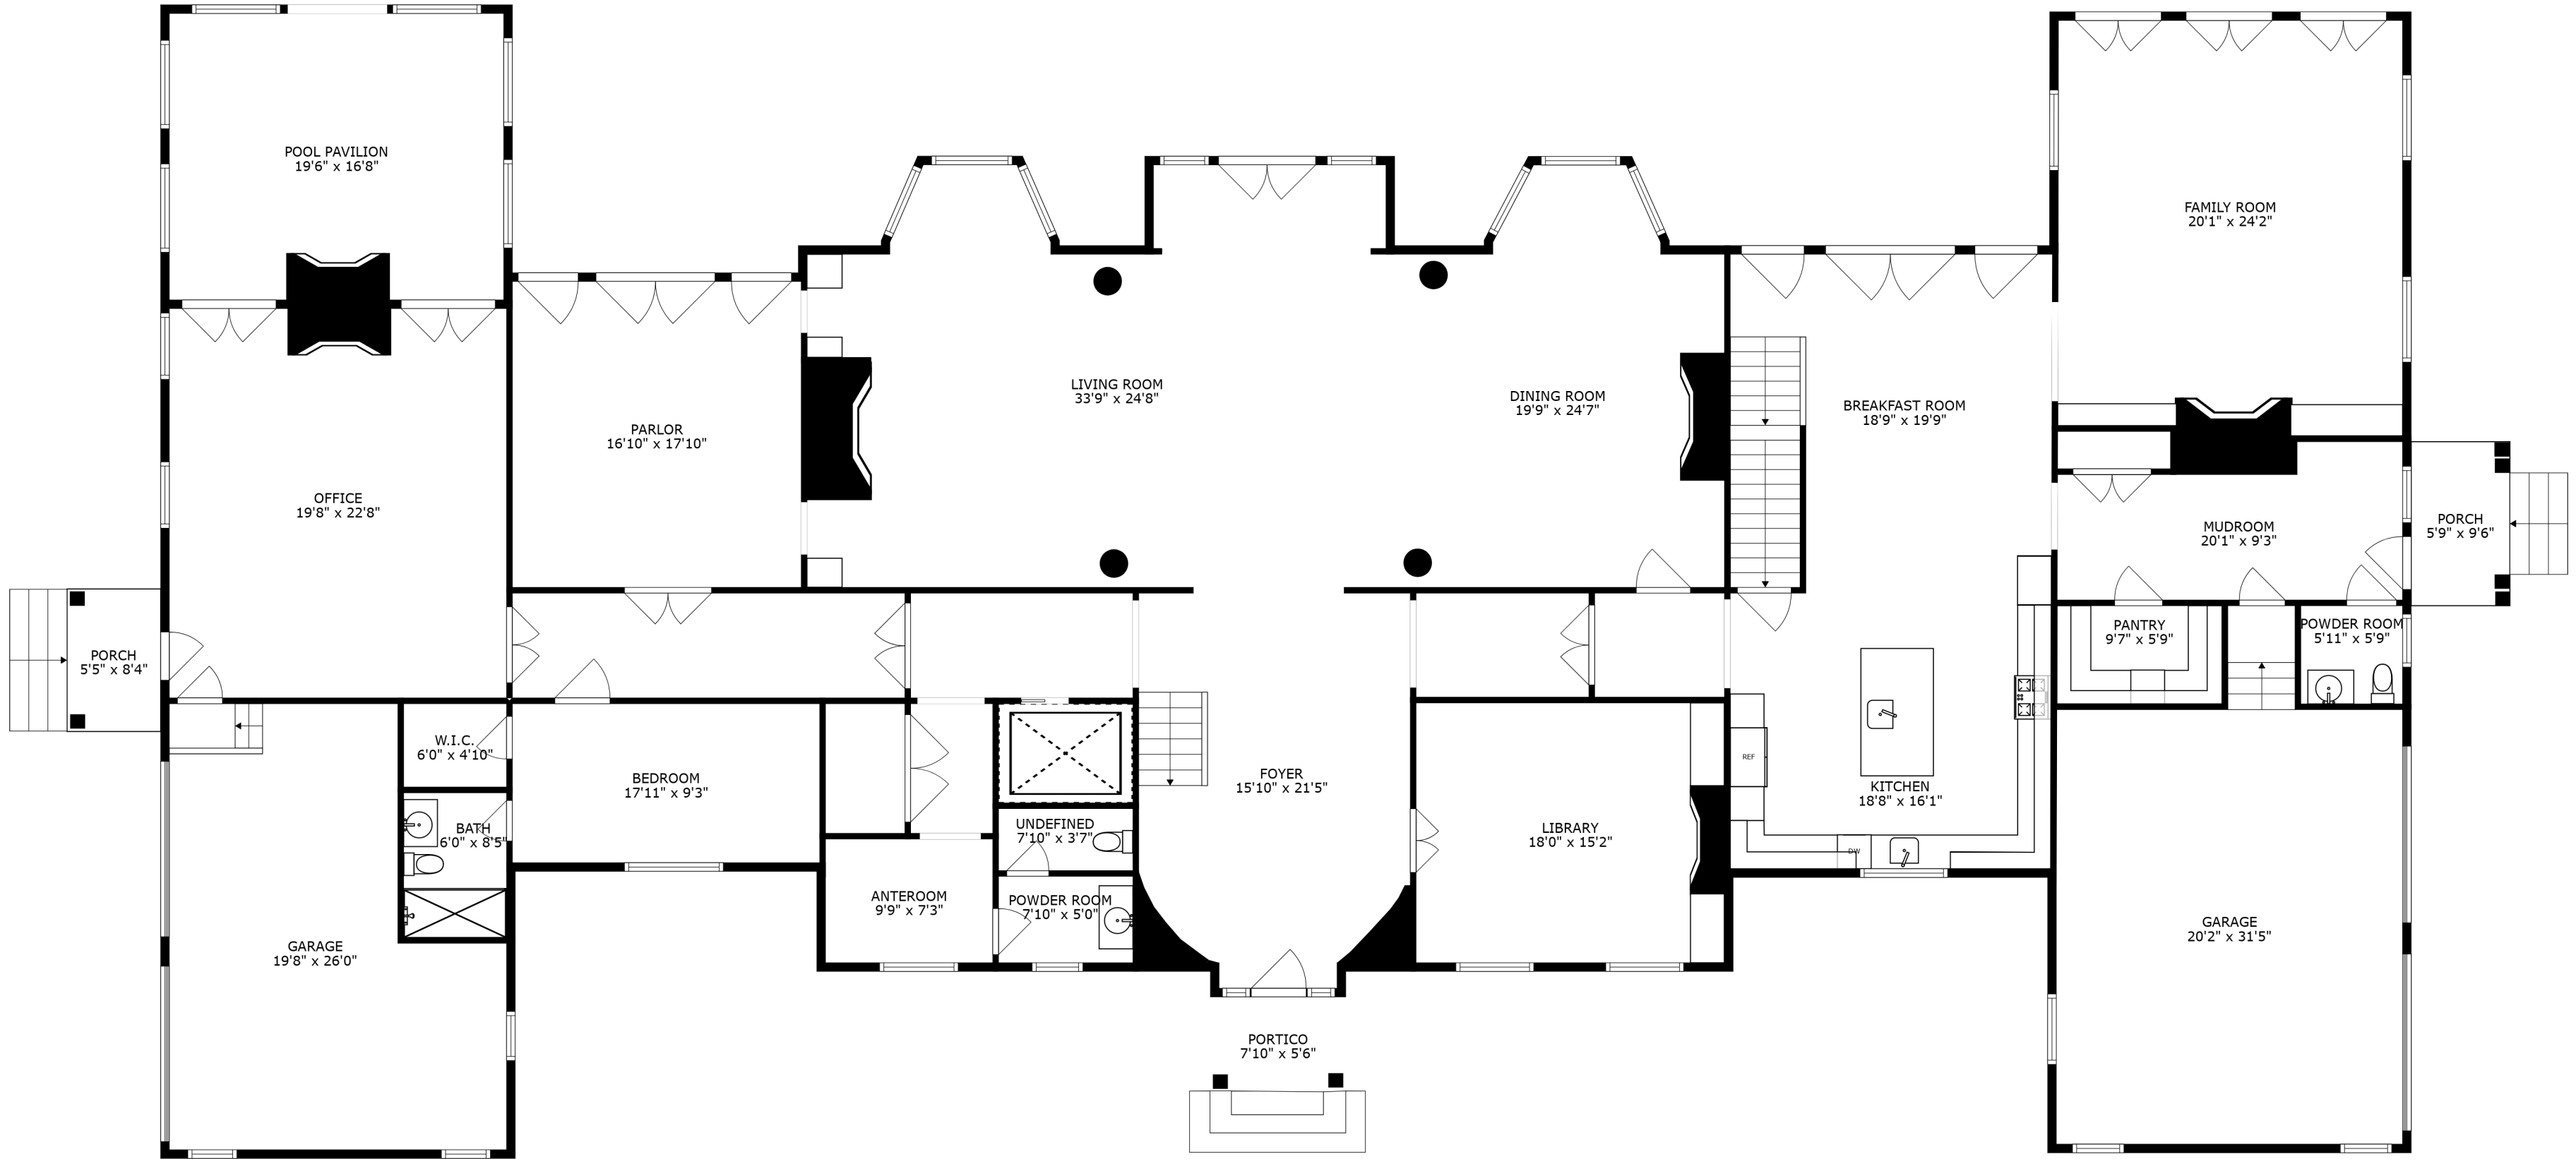 POOL PAVILION
19'6" x 16'8"
FAMILY ROOM
20'1" x 24'2"
LIVING ROOM
33'9" x 24'8"
DINING ROOM
19'9" x 24'7"
BREAKFAST ROOM
18'9" x 19'9"
PARLOR
16'10" x 17'10"
OFFICE
19'8" x 22'8"
MUDROOM
20'1" x 9'3"
PORCH
5'9" x 9'6"
PORCH
5'5" x 8'4"
PANTRY
9'7" x 5'9"
POWDER ROOM
5'11" x 5'9"
W.I.C.
6'0" x 4'10"
BEDROOM
17'11" x 9'3"
FOYER
15'10" x 21'5"
REF
KITCHEN
18'8" x 16'1"
BATH
6'0" x 8'5"
UNDEFINED
7'10" x 3'7"
LIBRARY
18'0" x 15'2"
DW
ANTEROOM
9'9" x 7'3"
POWDER ROOM
7'10" x 5'0"
GARAGE
19'8" x 26'0"
GARAGE
20'2" x 31'5"
PORTICO
7'10" x 5'6"